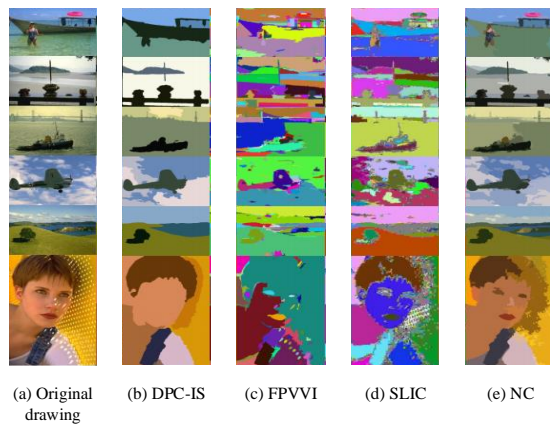 (a) Original drawing
(b) DPC-IS
(c) FPVVI
(d) SLIC
(e) NC